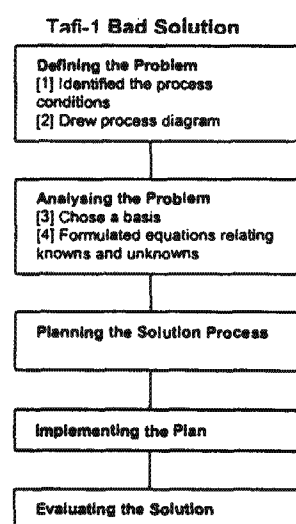 Tafi-1 Bad Solution
Defining the Problem
[1] Identified the process
conditions
[2] Drew process diagram
Analysing the Problem
[3] Chose a basis
[4] Formulated equations relating
knowns and unknowns
Planning the Solution Process
Implementing the Plan
Evaluating the Solution